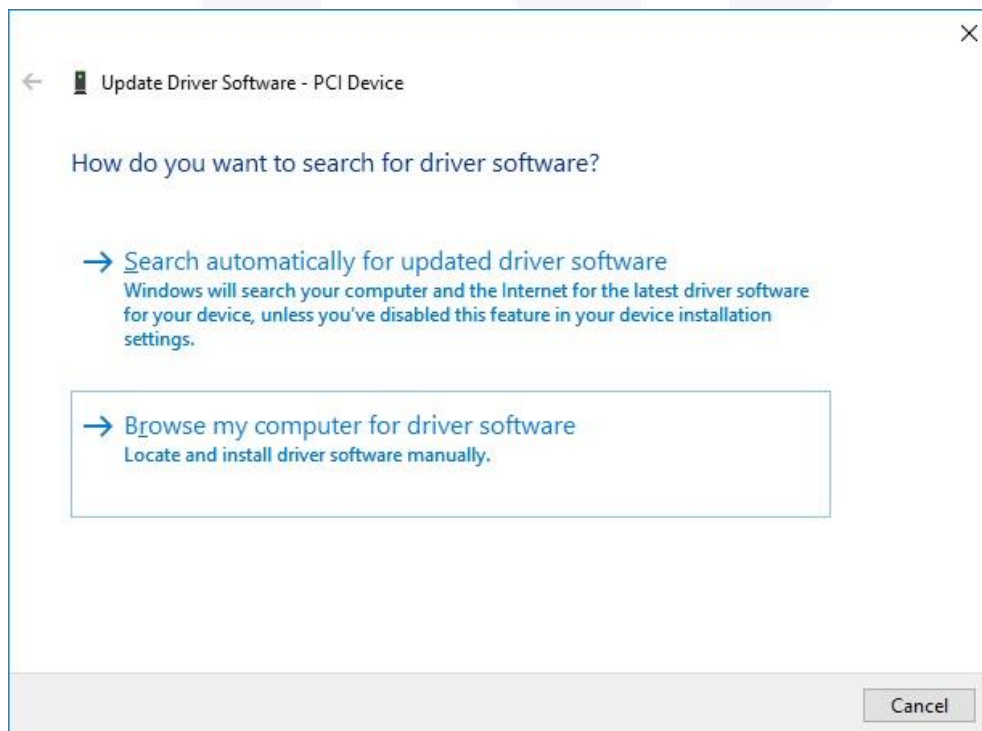 Update Driver Software - PCI Device
How do you want to search for driver software?
Search automatically for updated driver software
Windows will search your computer and the Internet for the latest driver software
for your device, unless you've disabled this feature in your device installation
settings.
Browse my computer for driver software
Locate and install driver software manually.
Cancel